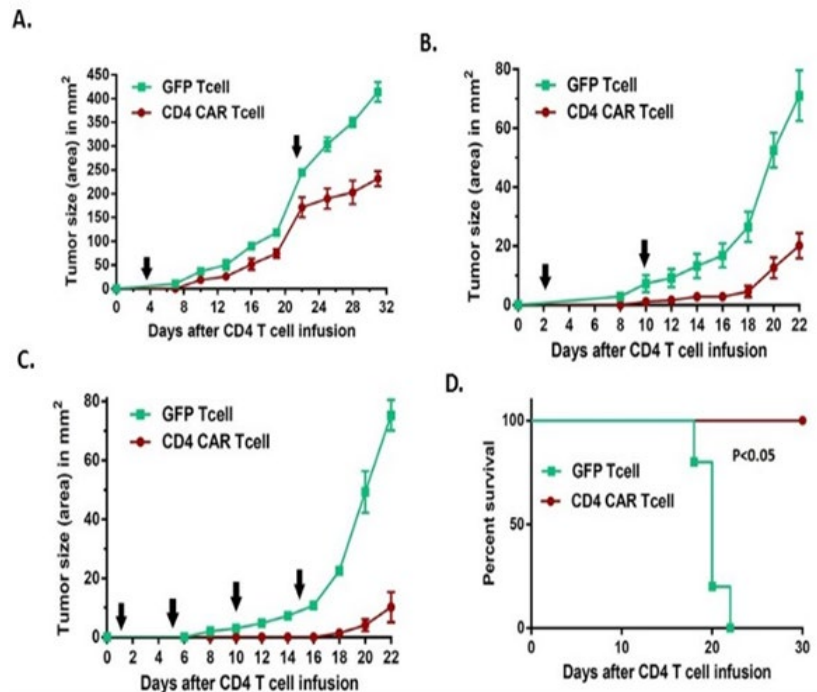 A.
Tumor size (area) in mm²
450
400
350
300
250
200
150
100
50
0
GFP Tcell
CD4 CAR Tcell
0 4 8 12 16 20 24 28 32
Days after CD4 T cell infusion
B.
Tumor size (area) in mm²
80
60
40
20
0
GFP Tcell
CD4 CAR Tcell
0 2 4 6 8 10 12 14 16 18 20 22
Days after CD4 T cell infusion
C.
Tumor size (area) in mm²
80
60
40
20
0
GFP Tcell
CD4 CAR Tcell
0 2 4 6 8 10 12 14 16 18 20 22
Days after CD4 T cell infusion
D.
Percent survival
100
50
0
P<0.05
GFP Tcell
CD4 CAR Tcell
0 10 20 30
Days after CD4 T cell infusion